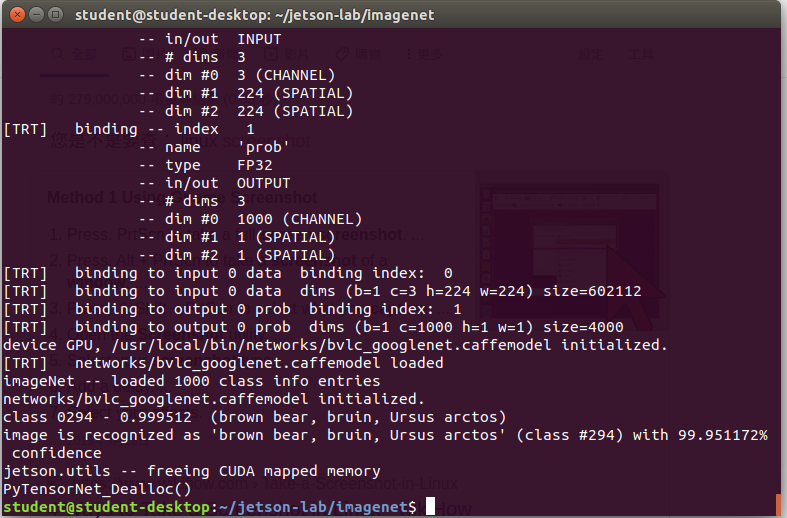 student@student-desktop: ~/jetson-lab/imagenet
-- in/out INPUT
-- # dims 3
-- dim #0 3 (CHANNEL)
-- dim #1 224 (SPATIAL)
-- dim #2 224 (SPATIAL)
[TRT] binding -- index 1
-- name 'prob'
-- type FP32
-- in/out OUTPUT
-- # dims 3
-- dim #0 1000 (CHANNEL)
-- dim #1 1 (SPATIAL)
-- dim #2 1 (SPATIAL)
[TRT] binding to input 0 data binding index: 0
[TRT] binding to input 0 data dims (b=1 c=3 h=224 w=224) size=602112
[TRT] binding to output 0 prob binding index: 1
[TRT] binding to output 0 prob dims (b=1 c=1000 h=1 w=1) size=4000
device GPU, /usr/local/bin/networks/bvlc_googlenet.caffemodel initialized.
[TRT] networks/bvlc_googlenet.caffemodel loaded
imageNet -- loaded 1000 class info entries
networks/bvlc_googlenet.caffemodel initialized.
class 0294 - 0.999512 (brown bear, bruin, Ursus arctos)
image is recognized as 'brown bear, bruin, Ursus arctos' (class #294) with 99.951172%
confidence
jetson.utils -- freeing CUDA mapped memory
PyTensorNet_Dealloc()
student@student-desktop:~/jetson-lab/imagenet$